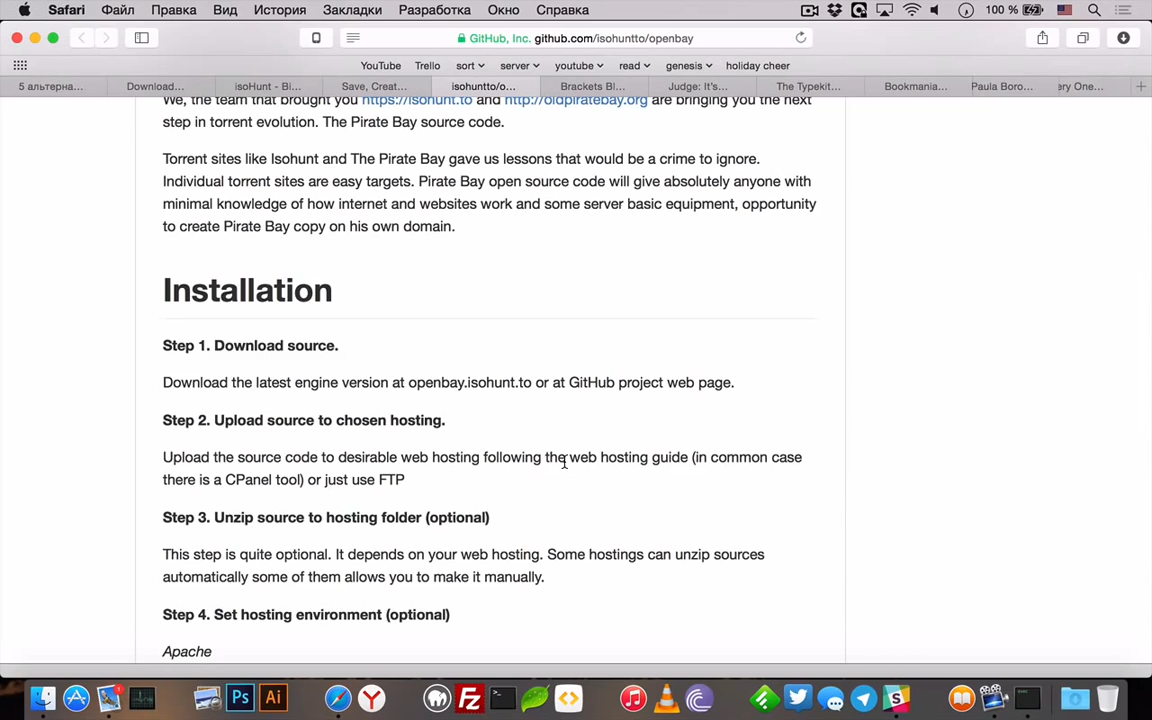 Safari Файл Правка Вид История Закладки Разработка Окно Справка 100 %
GitHub, Inc. github.com/isohuntto/openbay
YouTube Trello sort server youtube read genesis holiday cheer
5 альтерна... Download... isoHunt - Bi... Save, Creat... isohuntto/o... Brackets Bl... Judge: It's... The Typekit... Bookmania... Paula Boro... ery One...
We, the team that brought you https://isohunt.to and http://oldpiratebay.org are bringing you the next
step in torrent evolution. The Pirate Bay source code.
Torrent sites like Isohunt and The Pirate Bay gave us lessons that would be a crime to ignore.
Individual torrent sites are easy targets. Pirate Bay open source code will give absolutely anyone with
minimal knowledge of how internet and websites work and some server basic equipment, opportunity
to create Pirate Bay copy on his own domain.
Installation
Step 1. Download source.
Download the latest engine version at openbay.isohunt.to or at GitHub project web page.
Step 2. Upload source to chosen hosting.
Upload the source code to desirable web hosting following the web hosting guide (in common case
there is a CPanel tool) or just use FTP
Step 3. Unzip source to hosting folder (optional)
This step is quite optional. It depends on your web hosting. Some hostings can unzip sources
automatically some of them allows you to make it manually.
Step 4. Set hosting environment (optional)
Apache
1 Ps Ai Fz